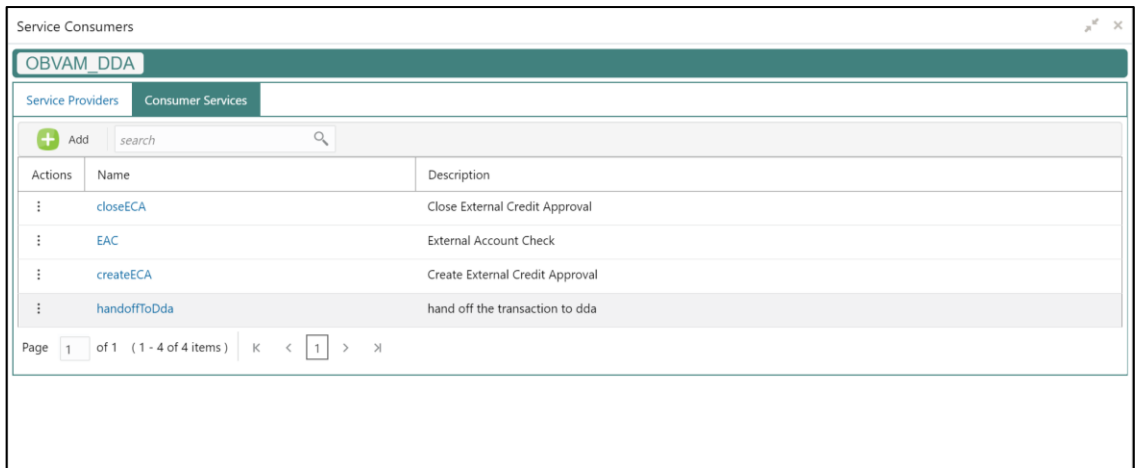 Service Consumers
OBVAM_DDA
Service Providers Consumer Services
Add search
Actions Name Description
closeECA Close External Credit Approval
EAC External Account Check
createECA Create External Credit Approval
handoffToDda hand off the transaction to dda
Page 1 of 1 ( 1 - 4 of 4 items ) 1